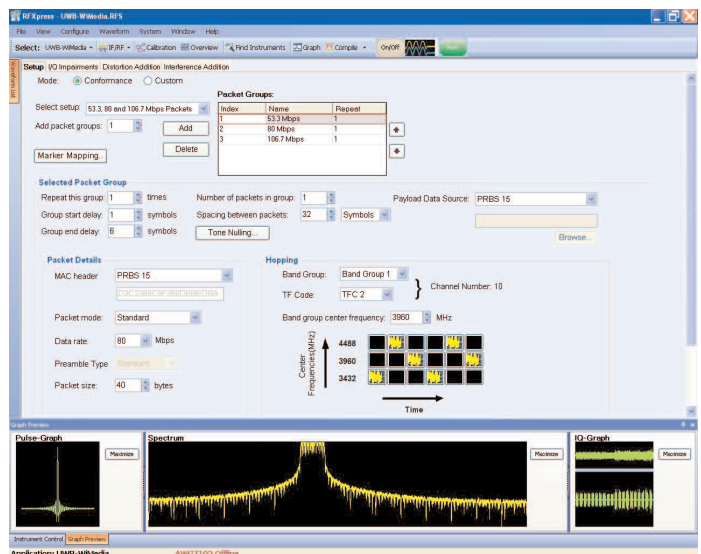 RFXpress - UWB-WiMedia.RFS
File View Configure Waveform System Window Help
Select: UWB-WiMedia IF/RF Calibration Overview Find Instruments Graph Compile On/Off
Waveform List
Setup I/Q Impairments Distortion Addition Interference Addition
Mode: Conformance Custom
Packet Groups:
Select setup: 53.3, 80 and 106.7 Mbps Packets
Index Name Repeat
1 53.3 Mbps 1
2 80 Mbps 1
3 106.7 Mbps 1
Add packet groups: 1 Add
Delete
Marker Mapping..
Selected Packet Group
Repeat this group: 1 times Number of packets in group: 1 Payload Data Source: PRBS 15
Group start delay: 1 symbols Spacing between packets: 32 Symbols
Group end delay: 6 symbols Tone Nulling... Browse...
Packet Details
MAC header PRBS 15
Packet mode: Standard
Data rate: 80 Mbps
Preamble Type Standard
Packet size: 40 bytes
Hopping
Band Group: Band Group 1
TF Code: TFC 2
} Channel Number: 10
Band group center frequency: 3960 MHz
Center Frequencies(MHz)
4488
3960
3432
Time
Graph Preview
Pulse-Graph Maximize
Spectrum Maximize
IQ-Graph Maximize
Instrument Control Graph Preview
Application: UWB-WiMedia AWG7102 Offline